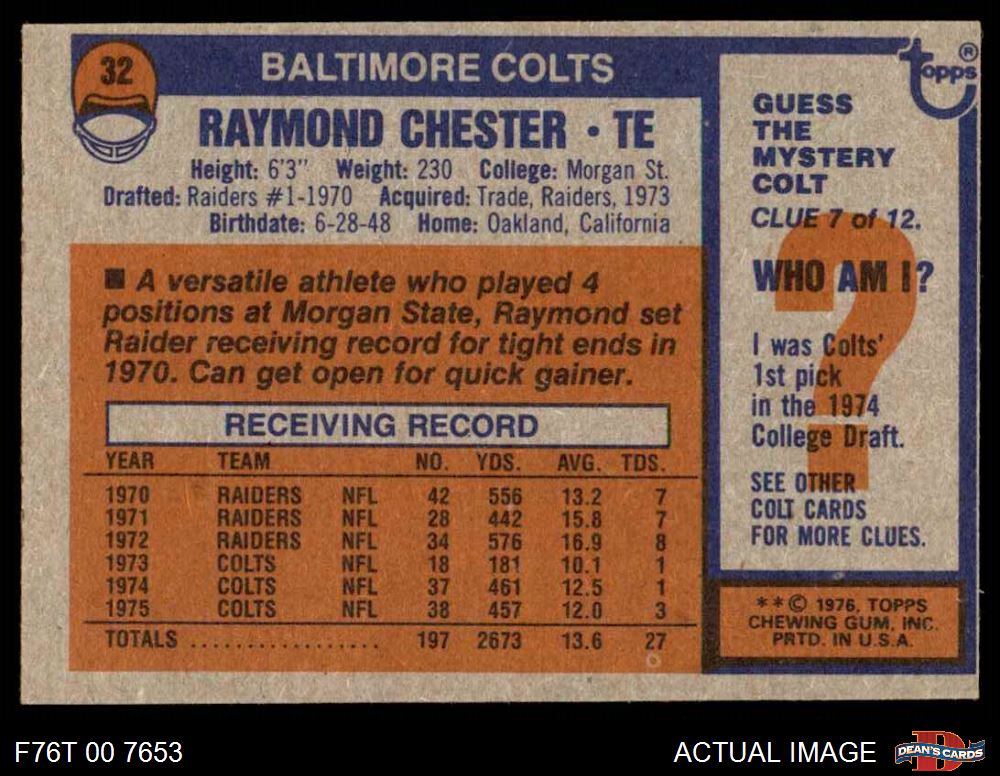 32
BALTIMORE COLTS
RAYMOND CHESTER · TE
Height: 6'3" Weight: 230 College: Morgan St.
Drafted: Raiders #1-1970 Acquired: Trade, Raiders, 1973
Birthdate: 6-28-48 Home: Oakland, California
■ A versatile athlete who played 4
positions at Morgan State, Raymond set
Raider receiving record for tight ends in
1970. Can get open for quick gainer.
RECEIVING RECORD
YEAR TEAM NO. YDS. AVG. TDS.
1970 RAIDERS NFL 42 556 13.2 7
1971 RAIDERS NFL 28 442 15.8 7
1972 RAIDERS NFL 34 576 16.9 8
1973 COLTS NFL 18 181 10.1 1
1974 COLTS NFL 37 461 12.5 1
1975 COLTS NFL 38 457 12.0 3
TOTALS .................. 197 2673 13.6 27
topps ®
GUESS
THE
MYSTERY
COLT
CLUE 7 of 12.
?
WHO AM I?
I was Colts'
1st pick
in the 1974
College Draft.
SEE OTHER
COLT CARDS
FOR MORE CLUES.
**© 1976, TOPPS
CHEWING GUM, INC.
PRTD. IN U.S.A.
F76T 00 7653
ACTUAL IMAGE
DEAN'S CARDS